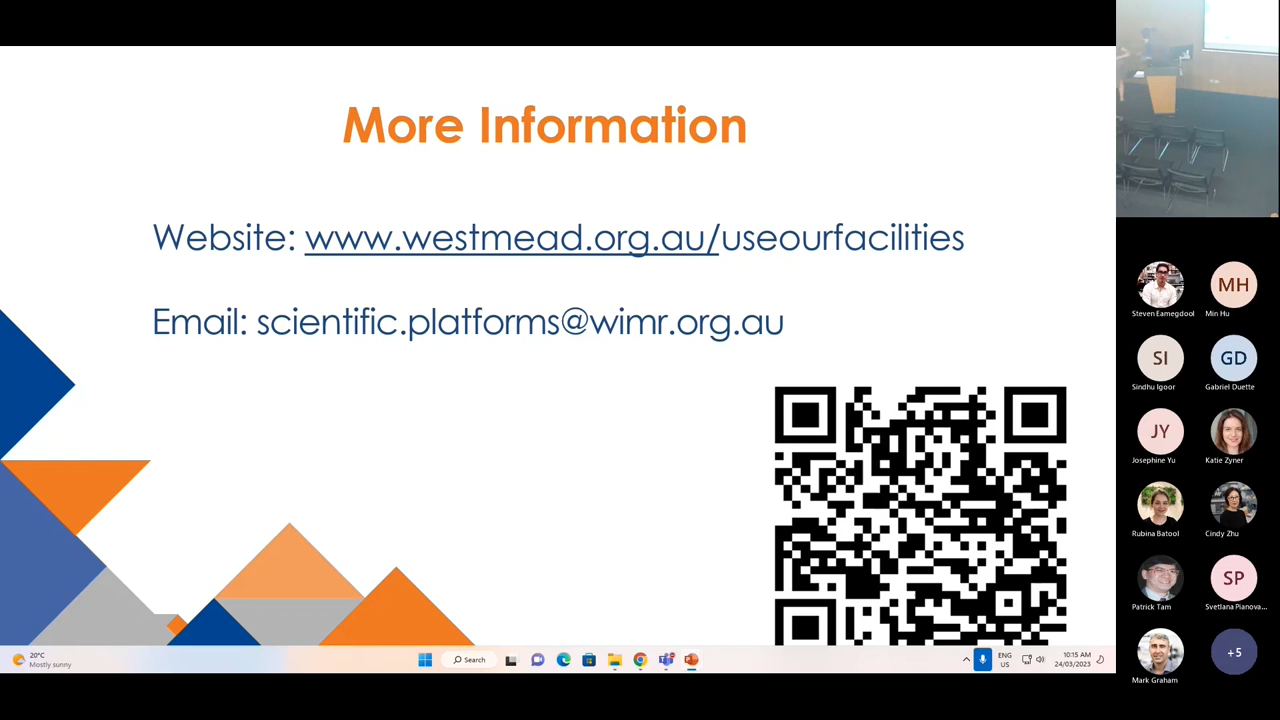 More Information
Website: www.westmead.org.au/useourfacilities
Email: scientific.platforms@wimr.org.au
20°C
Mostly sunny
Search
ENG
US
10:15 AM
24/03/2023
MH
Steven Eamegdool
Min Hu
SI
GD
Sindhu Igoor
Gabriel Duette
JY
Josephine Yu
Katie Zyner
Rubina Batool
Cindy Zhu
SP
Patrick Tam
Svetlana Pianova...
+5
Mark Graham